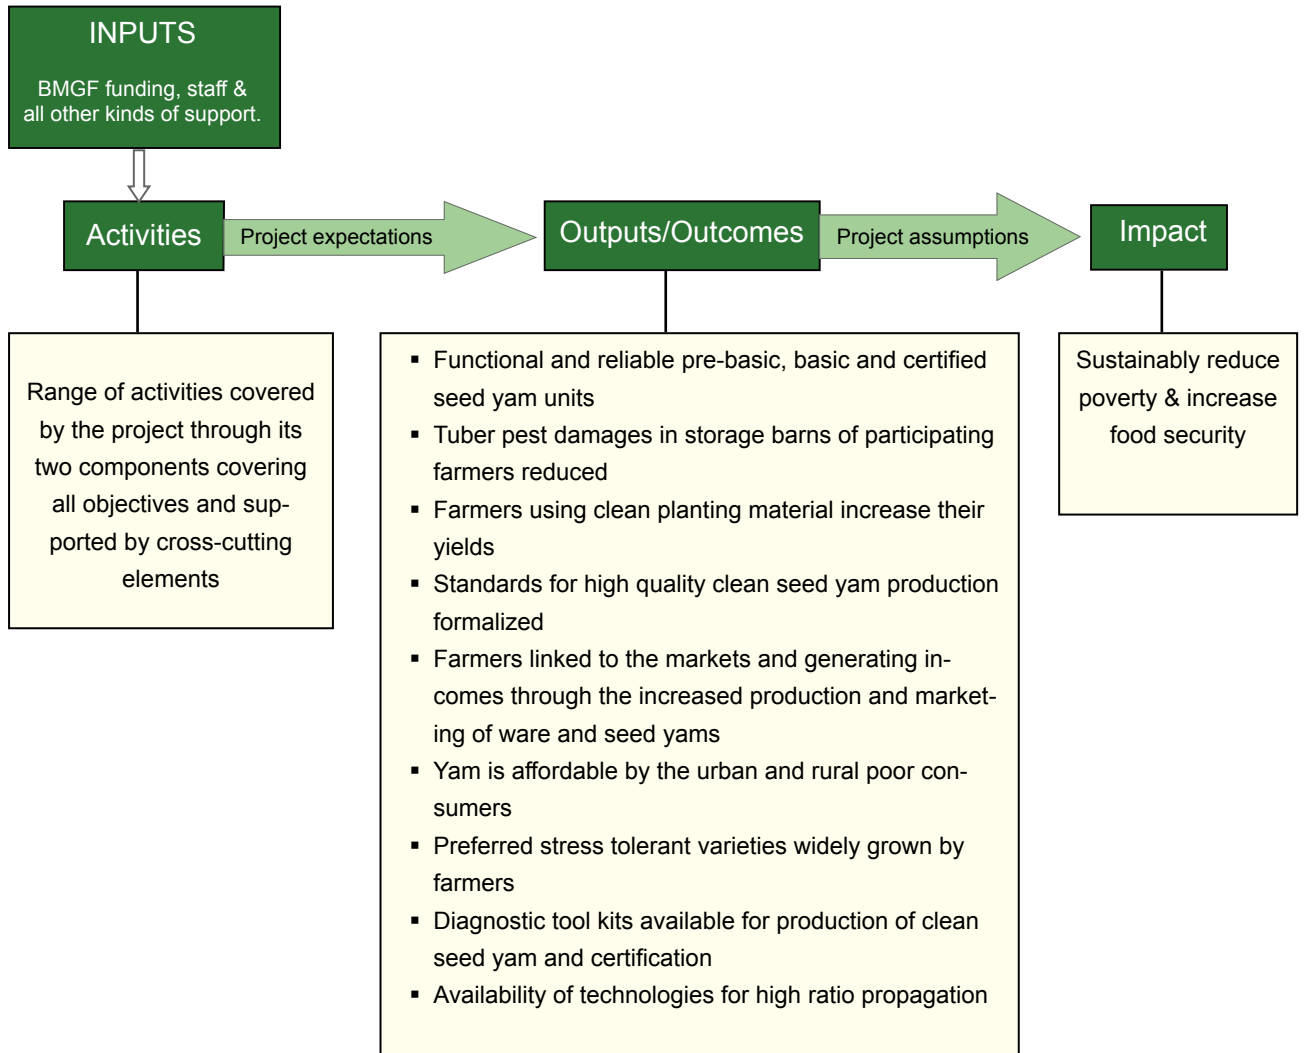 INPUTS
BMGF funding, staff &
all other kinds of support.
Activities
Project expectations
Outputs/Outcomes
Project assumptions
Impact
Range of activities covered
by the project through its
two components covering
all objectives and sup-
ported by cross-cutting
elements
▪ Functional and reliable pre-basic, basic and certified
seed yam units
▪ Tuber pest damages in storage barns of participating
farmers reduced
▪ Farmers using clean planting material increase their
yields
▪ Standards for high quality clean seed yam production
formalized
▪ Farmers linked to the markets and generating in-
comes through the increased production and market-
ing of ware and seed yams
▪ Yam is affordable by the urban and rural poor con-
sumers
▪ Preferred stress tolerant varieties widely grown by
farmers
▪ Diagnostic tool kits available for production of clean
seed yam and certification
▪ Availability of technologies for high ratio propagation
Sustainably reduce
poverty & increase
food security